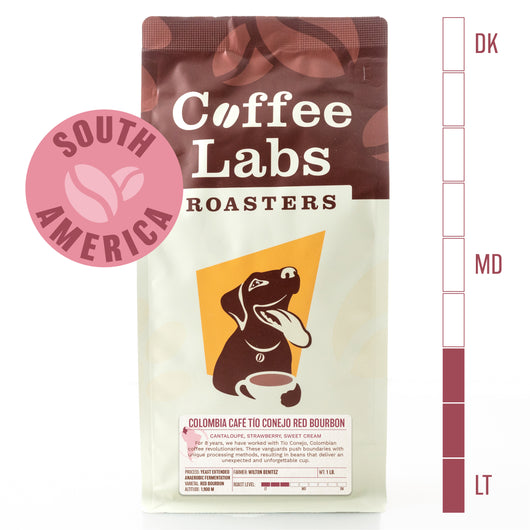 SOUTH
AMERICA
Coffee
Labs
ROASTERS
COLOMBIA CAFÉ TÍO CONEJO RED BOURBON
CANTALOUPE, STRAWBERRY, SWEET CREAM
For 8 years, we have worked with Tío Conejo, Colombian
coffee revolutionaries. These vanguards push boundaries with
unique processing methods, resulting in beans that deliver an
unexpected and unforgettable cup.
PROCESS: YEAST EXTENDED
ANAEROBIC FERMENTATION
VARIETAL: RED BOURBON
ALTITUDE: 1,900 M
FARMER: WILTON BENITEZ
WT: 1 LB.
ROAST LEVEL:
LT
MD
DK
DK
MD
LT